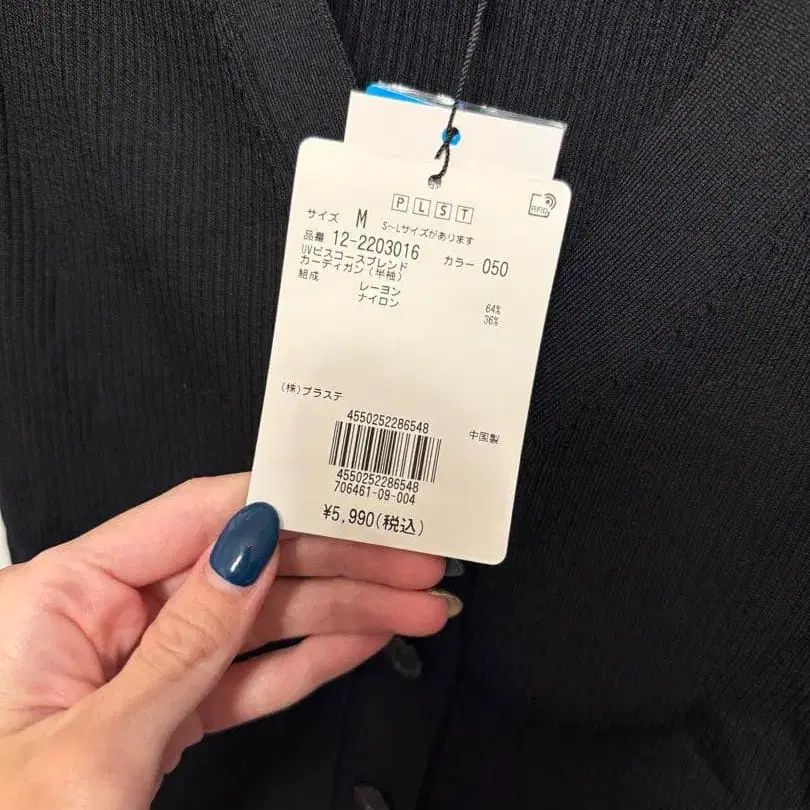 PLST
RFID
サイズ M S～Lサイズがあります
品番 12-2203016 カラー 050
UVビスコースブレンド
カーディガン（半袖）
組成
レーヨン 64%
ナイロン 36%
(株)プラステ
4550252286548
中国製
4550252286548
706461-09-004
¥5,990(税込)